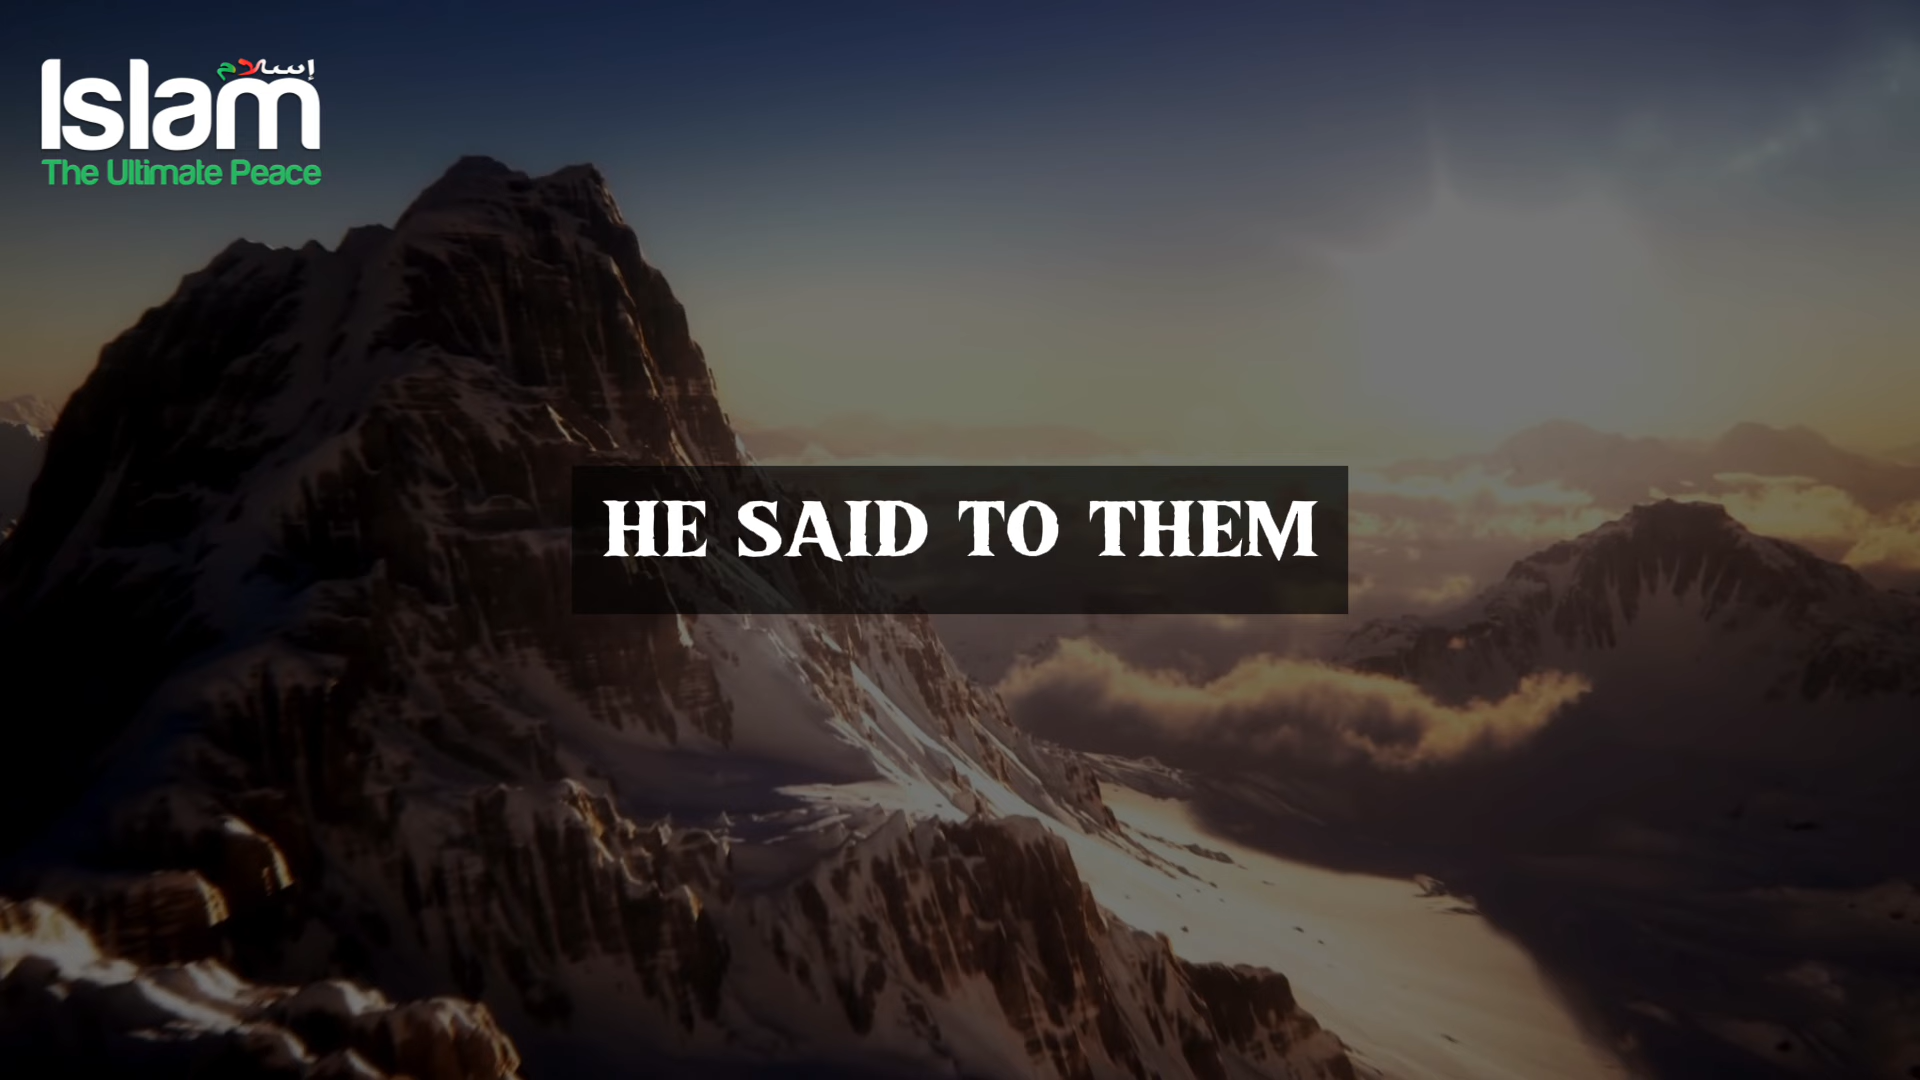 إسلام
Islam
The Ultimate Peace
HE SAID TO THEM